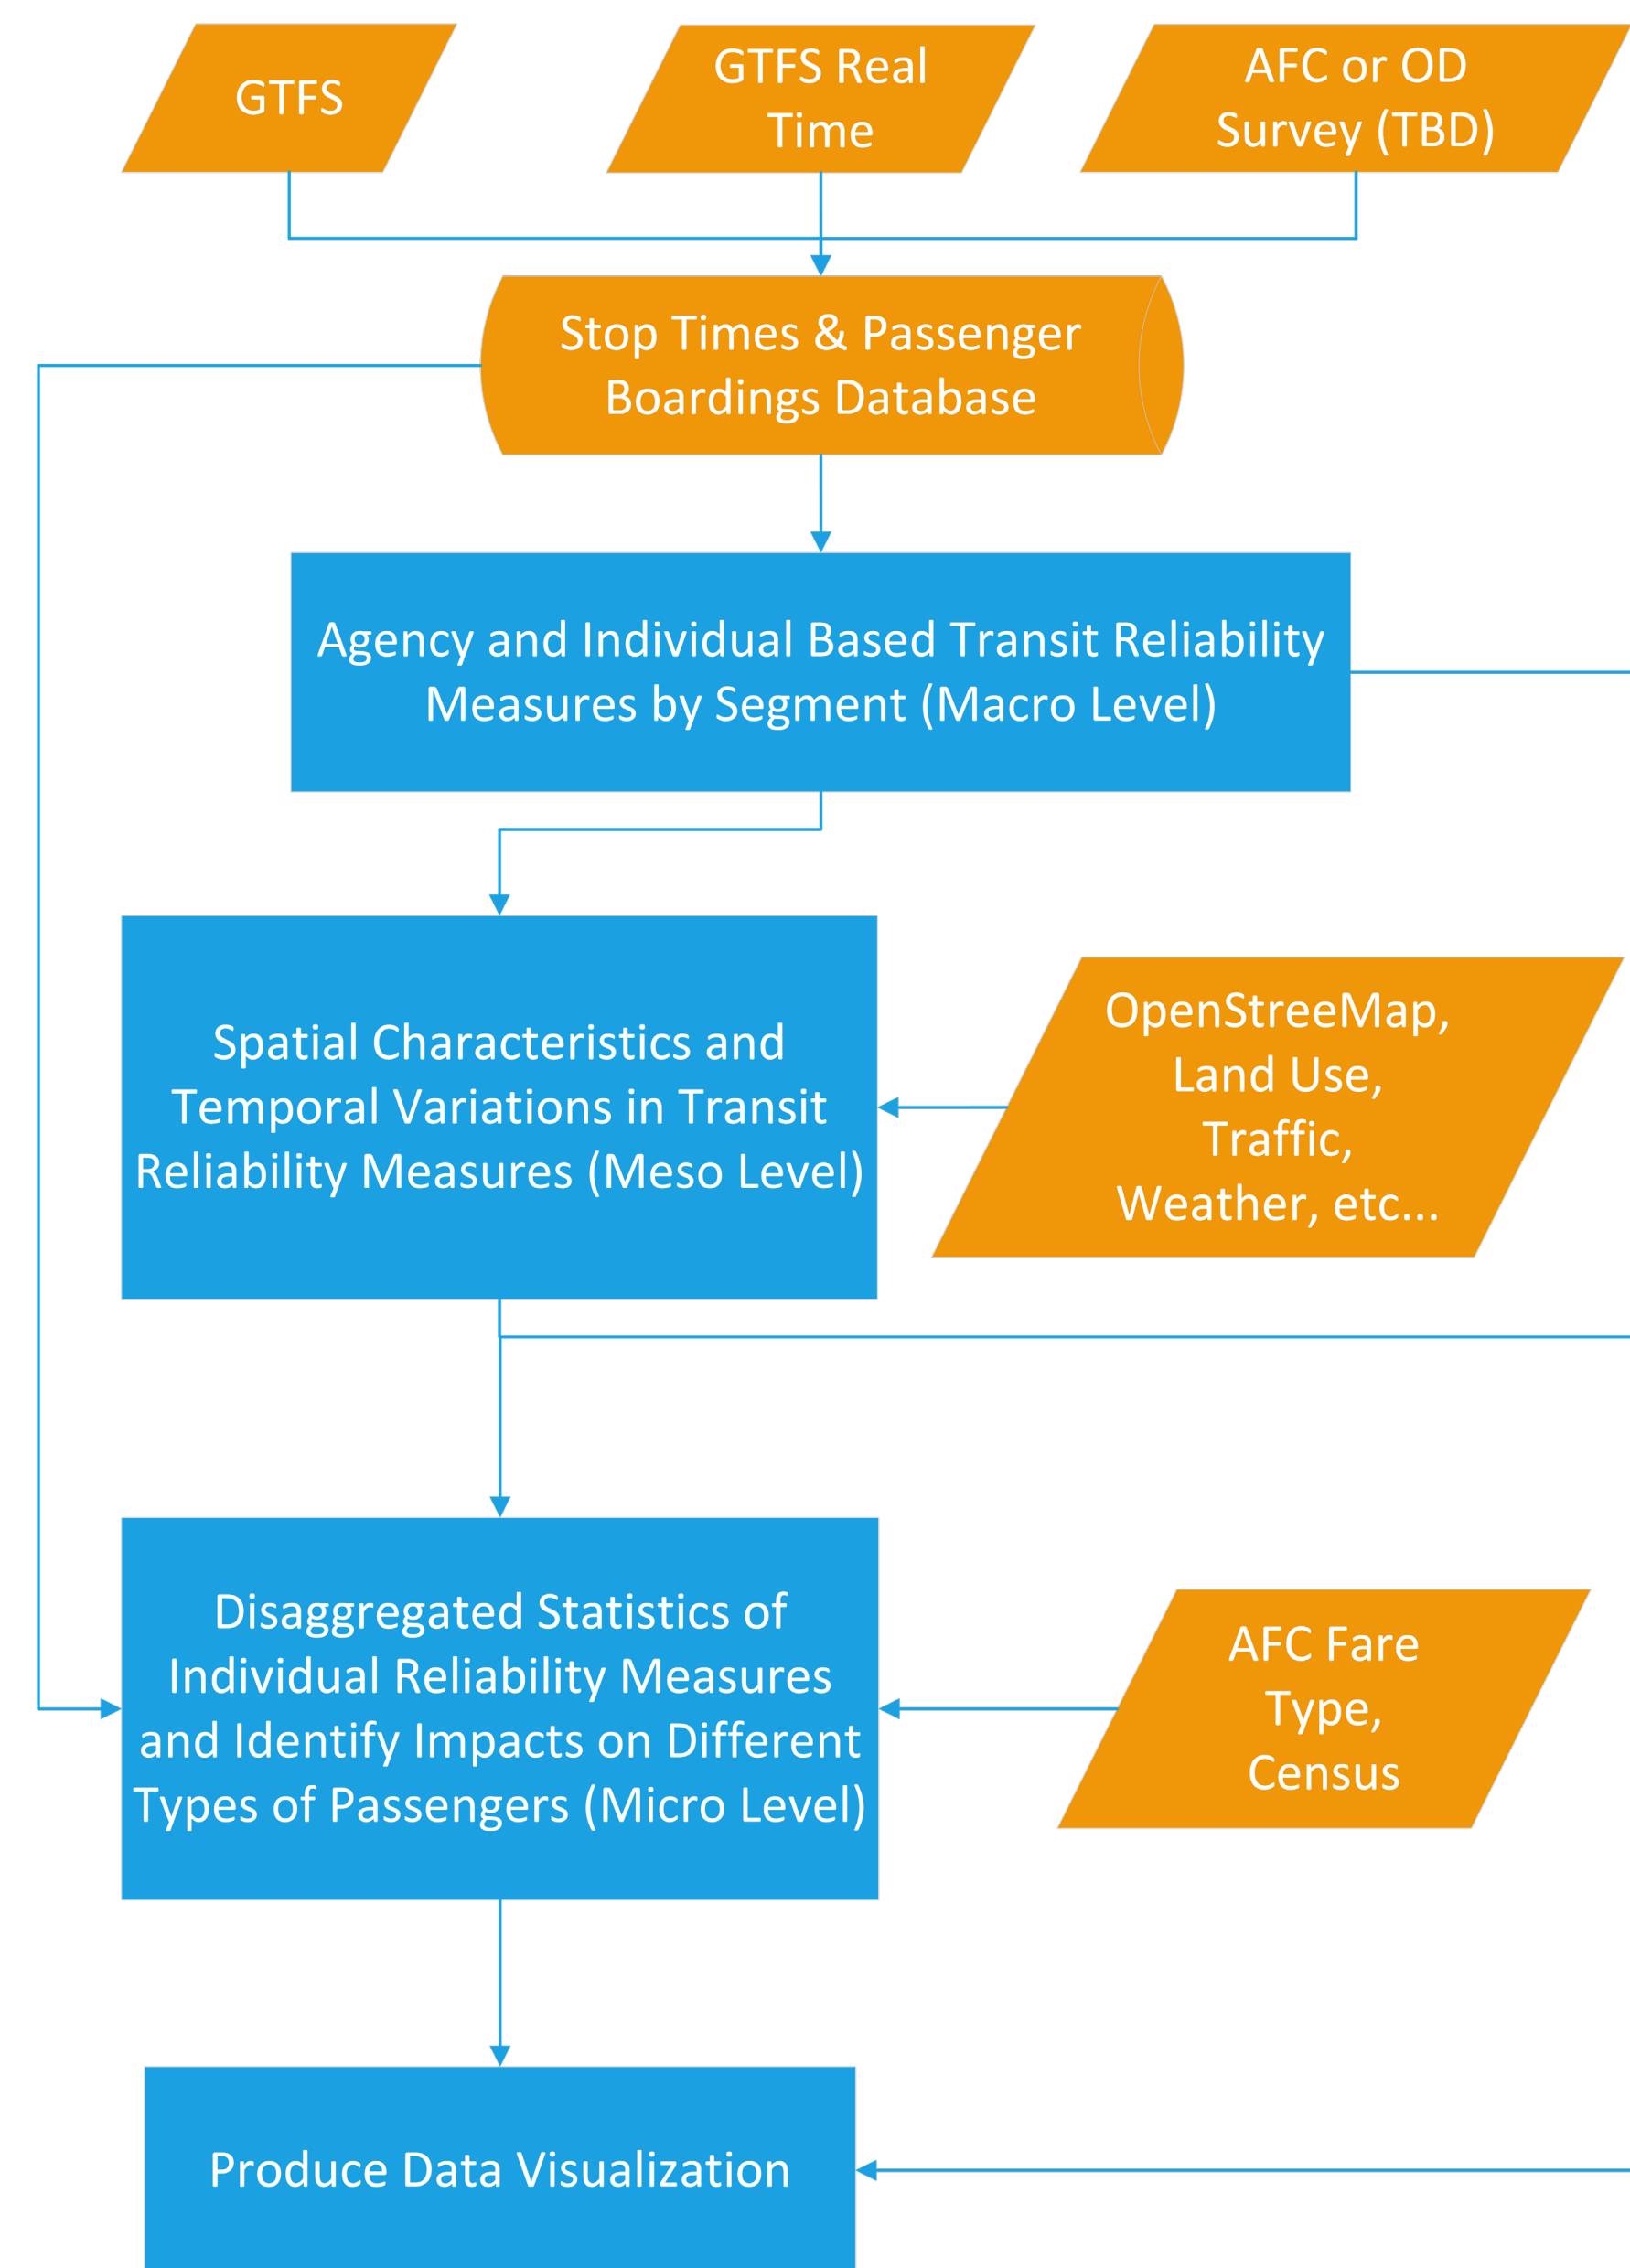 GTFS
GTFS Real
Time
AFC or OD
Survey (TBD)
Stop Times & Passenger
Boardings Database
Agency and Individual Based Transit Reliability
Measures by Segment (Macro Level)
Spatial Characteristics and
Temporal Variations in Transit
Reliability Measures (Meso Level)
OpenStreeMap,
Land Use,
Traffic,
Weather, etc...
Disaggregated Statistics of
Individual Reliability Measures
and Identify Impacts on Different
Types of Passengers (Micro Level)
AFC Fare
Type,
Census
Produce Data Visualization